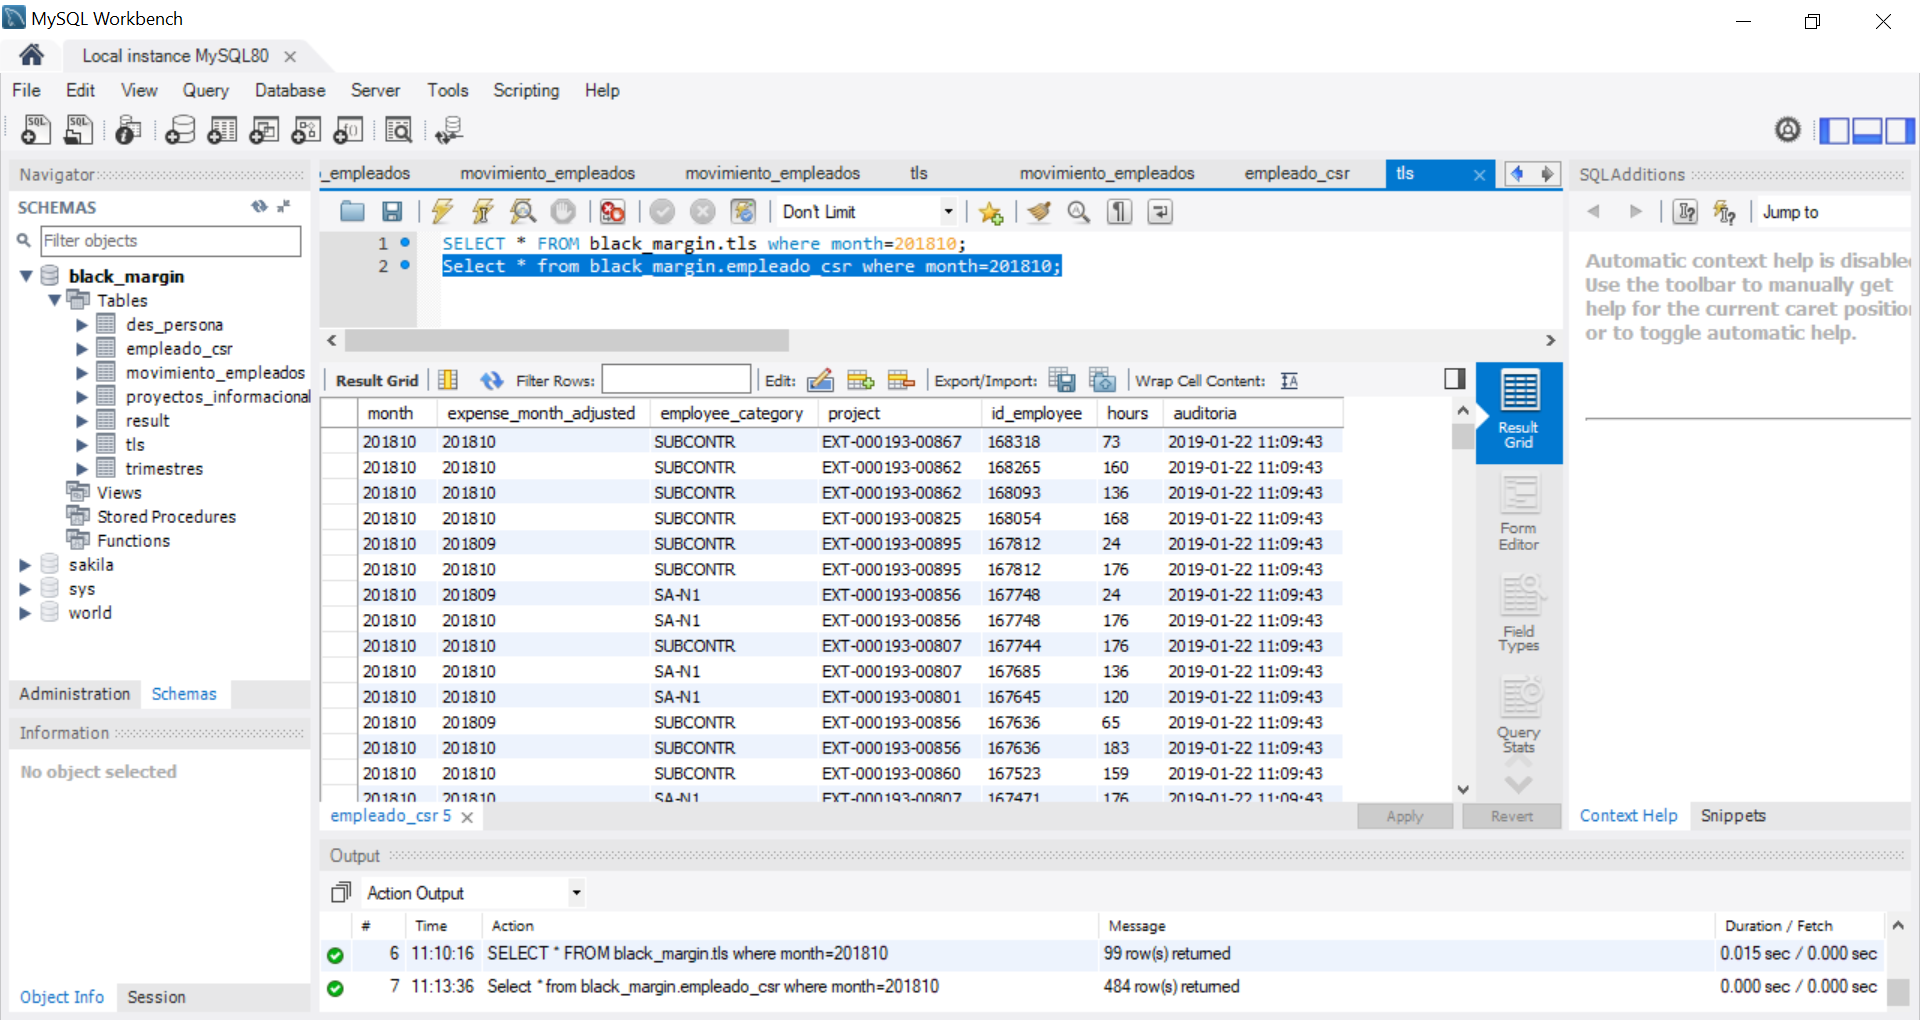 MySQL Workbench
Local instance MySQL80
File Edit View Query Database Server Tools Scripting Help
Navigator
SCHEMAS
Filter objects
black_margin
Tables
des_persona
empleado_csr
movimiento_empleados
proyectos_informacional
result
tls
trimestres
Views
Stored Procedures
Functions
sakila
sys
world
Administration Schemas
Information
No object selected
Object Info Session
_empleados movimiento_empleados movimiento_empleados tls movimiento_empleados empleado_csr tls
Don't Limit
1 SELECT * FROM black_margin.tls where month=201810;
2 Select * from black_margin.empleado_csr where month=201810;
Result Grid Filter Rows: Edit: Export/Import: Wrap Cell Content: IA
month expense_month_adjusted employee_category project id_employee hours auditoria
201810 201810 SUBCONTR EXT-000193-00867 168318 73 2019-01-22 11:09:43
201810 201810 SUBCONTR EXT-000193-00862 168265 160 2019-01-22 11:09:43
201810 201810 SUBCONTR EXT-000193-00862 168093 136 2019-01-22 11:09:43
201810 201810 SUBCONTR EXT-000193-00825 168054 168 2019-01-22 11:09:43
201810 201809 SUBCONTR EXT-000193-00895 167812 24 2019-01-22 11:09:43
201810 201810 SUBCONTR EXT-000193-00895 167812 176 2019-01-22 11:09:43
201810 201809 SA-N1 EXT-000193-00856 167748 24 2019-01-22 11:09:43
201810 201810 SA-N1 EXT-000193-00856 167748 176 2019-01-22 11:09:43
201810 201810 SUBCONTR EXT-000193-00807 167744 176 2019-01-22 11:09:43
201810 201810 SA-N1 EXT-000193-00807 167685 136 2019-01-22 11:09:43
201810 201810 SA-N1 EXT-000193-00801 167645 120 2019-01-22 11:09:43
201810 201809 SUBCONTR EXT-000193-00856 167636 65 2019-01-22 11:09:43
201810 201810 SUBCONTR EXT-000193-00856 167636 183 2019-01-22 11:09:43
201810 201810 SUBCONTR EXT-000193-00860 167523 159 2019-01-22 11:09:43
201810 201810 SA-N1 EXT-000193-00807 167471 176 2019-01-22 11:09:43
empleado_csr 5
Apply Revert
Result
Grid
Form
Editor
Field
Types
Query
Stats
SQLAdditions
Jump to
Automatic context help is disable
Use the toolbar to manually get
help for the current caret position
or to toggle automatic help.
Context Help Snippets
Output
Action Output
# Time Action Message Duration / Fetch
6 11:10:16 SELECT * FROM black_margin.tls where month=201810 99 row(s) returned 0.015 sec / 0.000 sec
7 11:13:36 Select * from black_margin.empleado_csr where month=201810 484 row(s) returned 0.000 sec / 0.000 sec